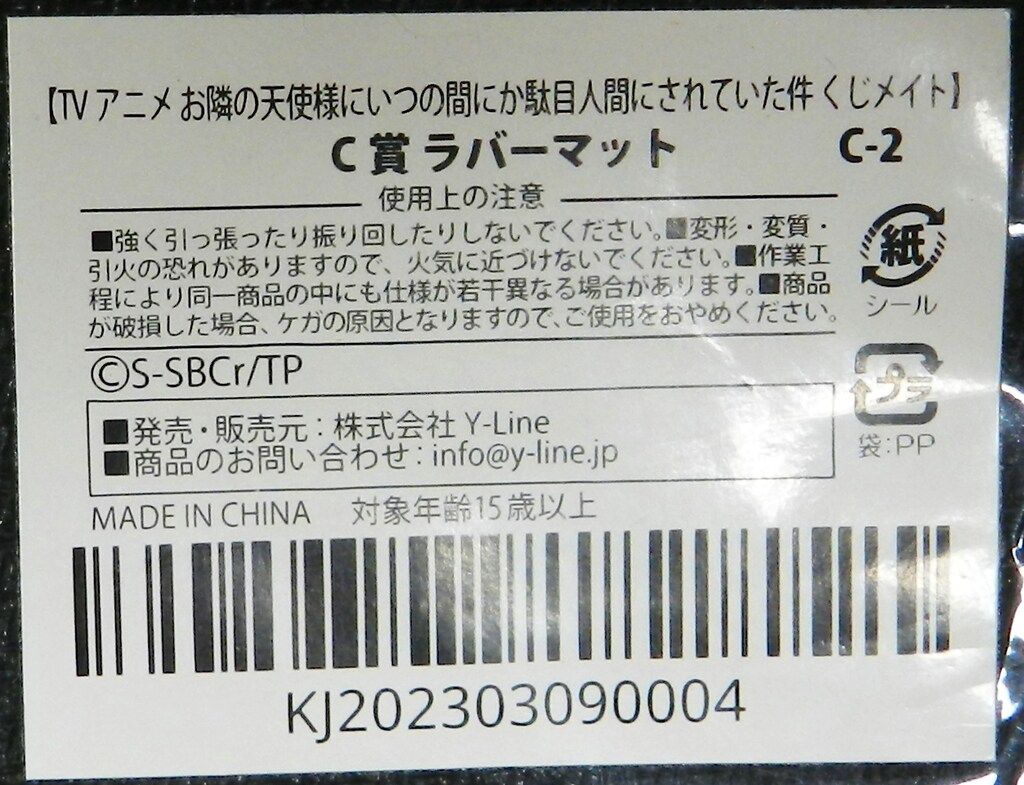 【TVアニメ お隣の天使様にいつの間にか駄目人間にされていた件 くじメイト】
C賞 ラバーマット
C-2
使用上の注意
■強く引っ張ったり振り回したりしないでください。■変形・変質・
引火の恐れがありますので、火気に近づけないでください。■作業工
程により同一商品の中にも仕様が若干異なる場合があります。■商品
が破損した場合、ケガの原因となりますので、ご使用をおやめください。
紙
シール
©S-SBCr/TP
プラ
袋:PP
■発売・販売元:株式会社 Y-Line
■商品のお問い合わせ:info@y-line.jp
MADE IN CHINA 対象年齢15歳以上
KJ202303090004